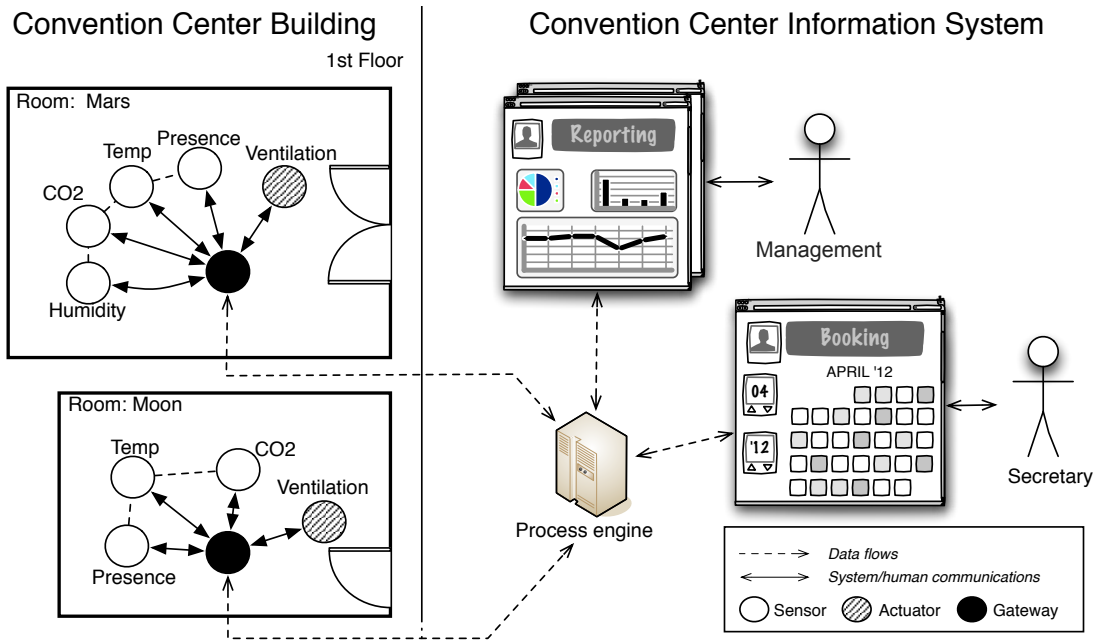 Convention Center Building
Convention Center Information System
1st Floor
Room: Mars
Presence
Temp
Ventilation
CO2
Humidity
Reporting
Management
Booking
APRIL '12
04
'12
Secretary
Room: Moon
Temp
CO2
Ventilation
Presence
Process engine
Data flows
System/human communications
Sensor
Actuator
Gateway